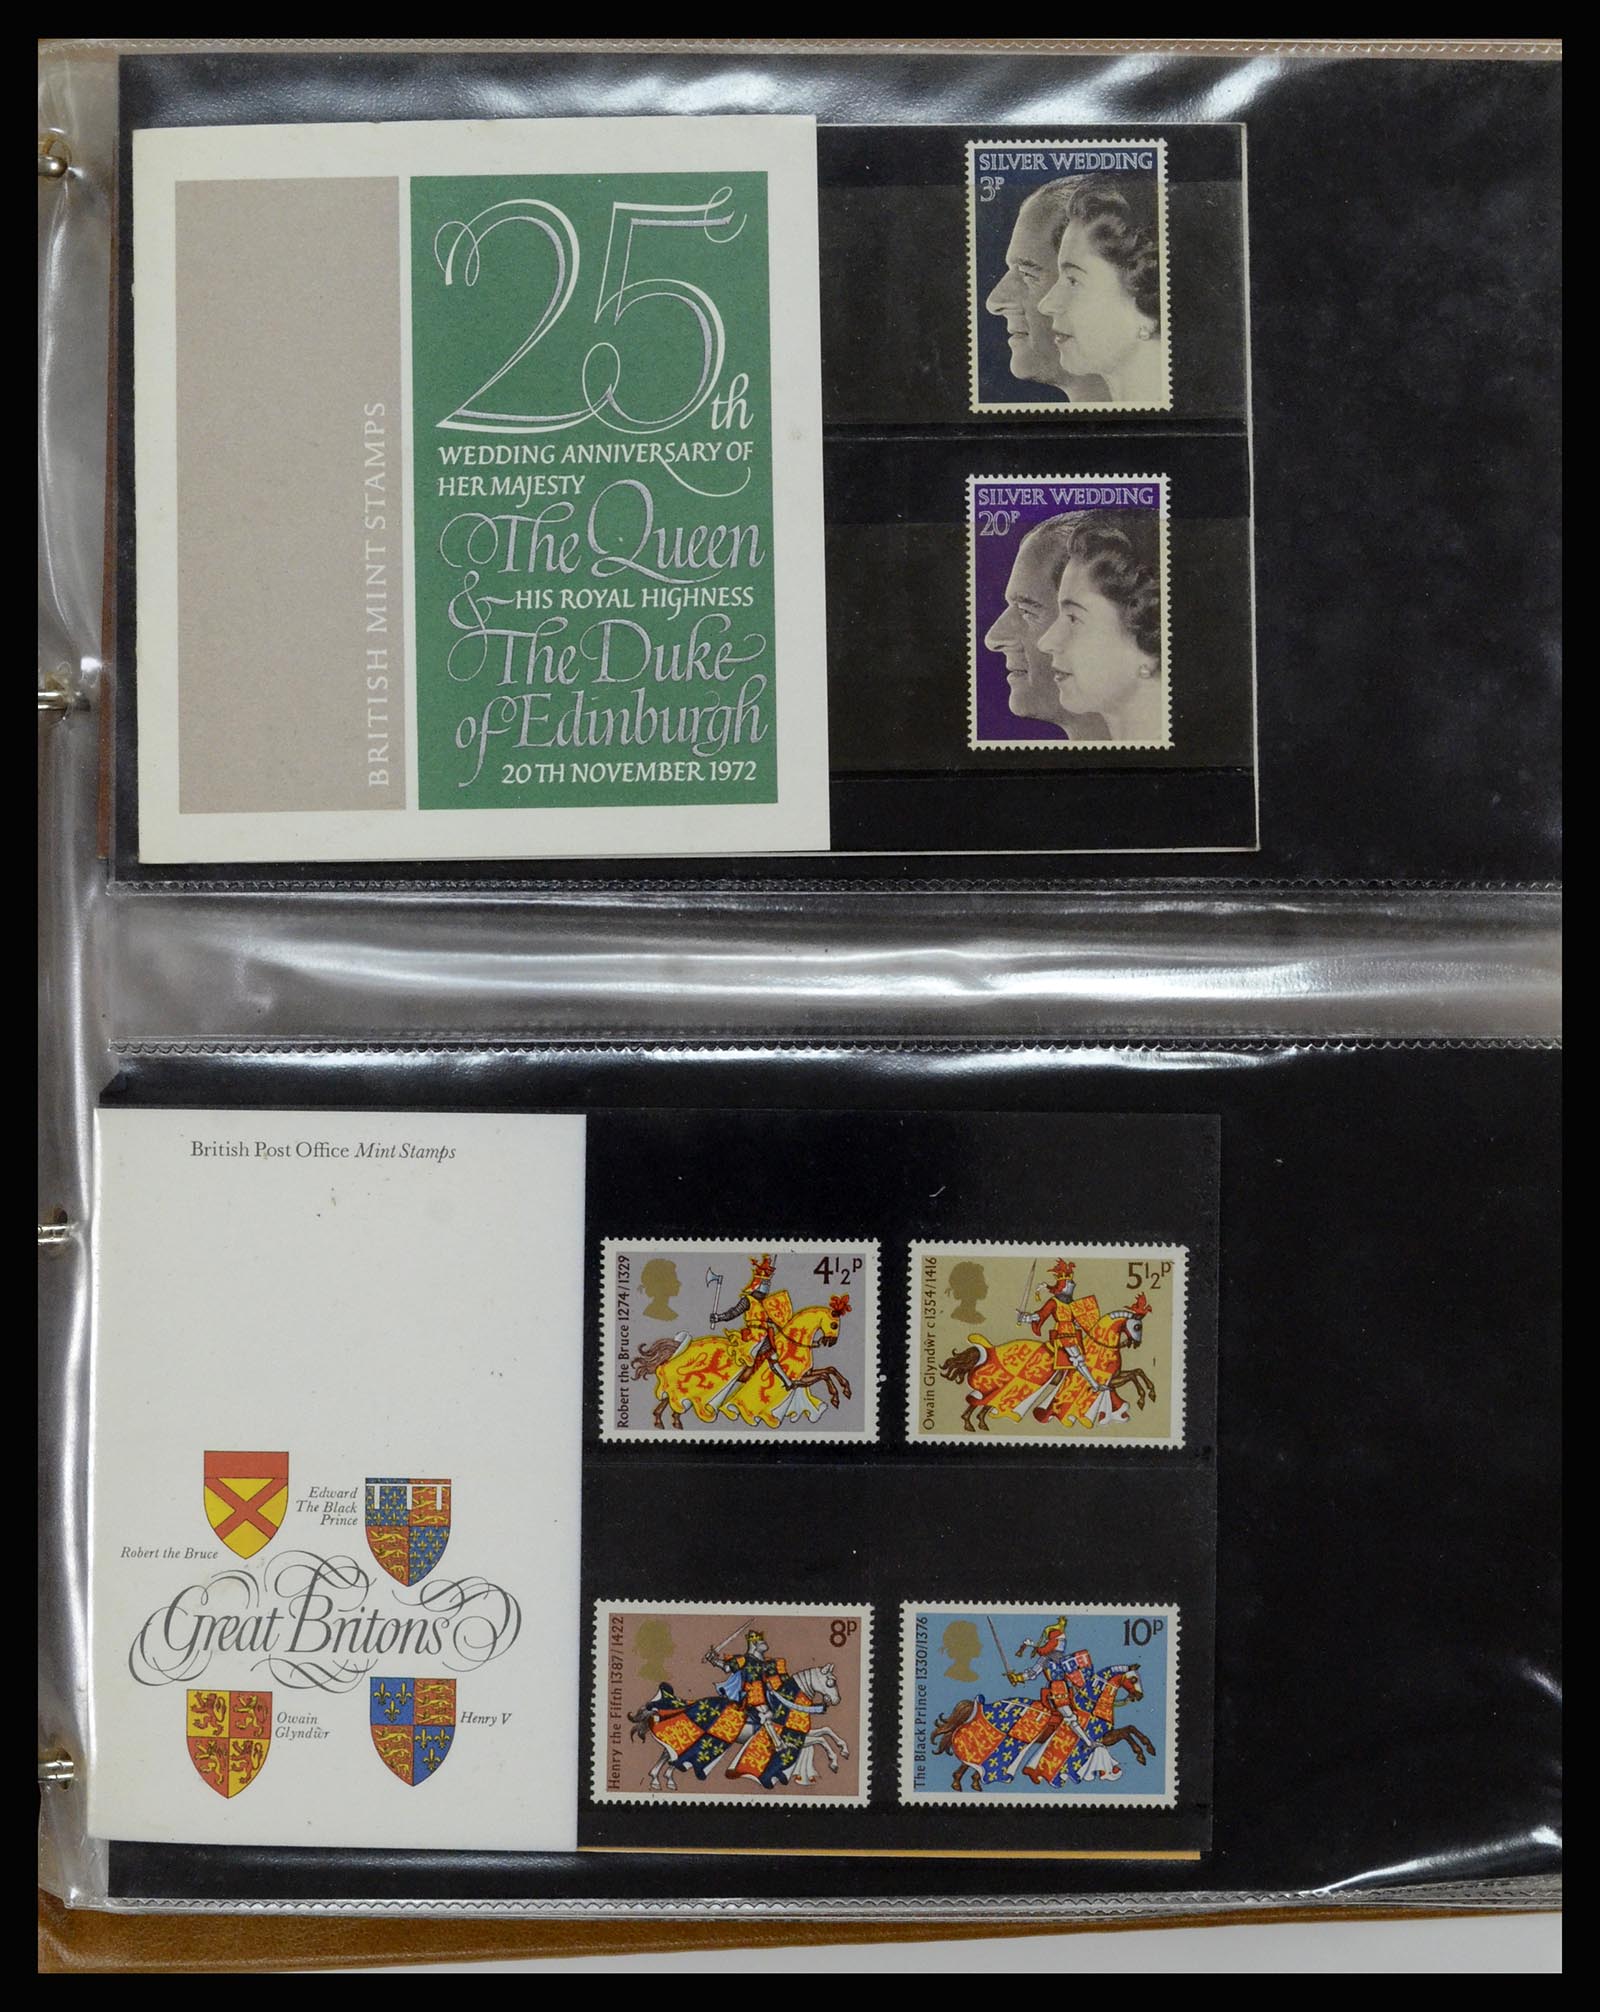 BRITISH MINT STAMPS
25th
WEDDING ANNIVERSARY OF
HER MAJESTY
The Queen
& HIS ROYAL HIGHNESS
The Duke
of Edinburgh
20TH NOVEMBER 1972
SILVER WEDDING
3P
SILVER WEDDING
20P
British Post Office Mint Stamps
Robert the Bruce
Edward
The Black
Prince
Great Britons
Owain
Glyndŵr
Henry V
Robert the Bruce 1274/1329
4½P
Owain Glyndŵr c1354/1416
5½P
Henry the Fifth 1387/1422
8P
The Black Prince 1330/1376
10P